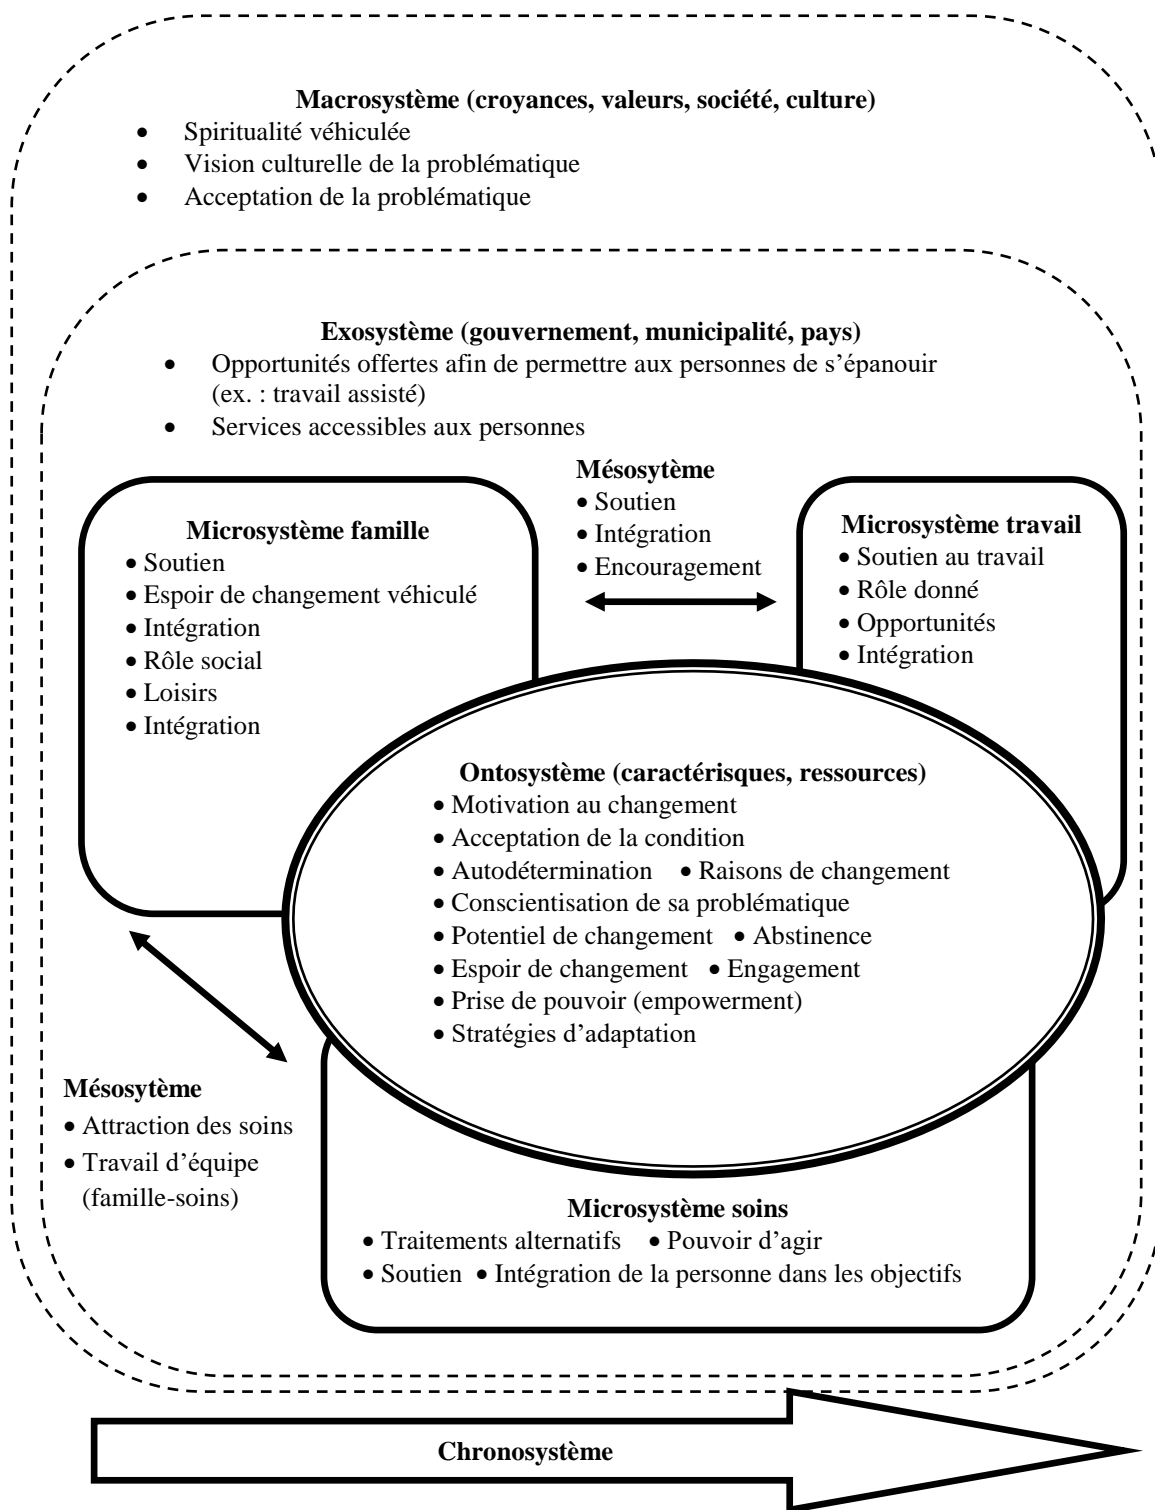 Macrosystème (croyances, valeurs, société, culture)
• Spiritualité véhiculée
• Vision culturelle de la problématique
• Acceptation de la problématique
Exosystème (gouvernement, municipalité, pays)
• Opportunités offertes afin de permettre aux personnes de s’épanouir
(ex. : travail assisté)
• Services accessibles aux personnes
Mésosytème
• Soutien
• Intégration
• Encouragement
Microsystème famille
• Soutien
• Espoir de changement véhiculé
• Intégration
• Rôle social
• Loisirs
• Intégration
Microsystème travail
• Soutien au travail
• Rôle donné
• Opportunités
• Intégration
Ontosystème (caractérisques, ressources)
• Motivation au changement
• Acceptation de la condition
• Autodétermination • Raisons de changement
• Conscientisation de sa problématique
• Potentiel de changement • Abstinence
• Espoir de changement • Engagement
• Prise de pouvoir (empowerment)
• Stratégies d’adaptation
Mésosytème
• Attraction des soins
• Travail d’équipe
(famille-soins)
Microsystème soins
• Traitements alternatifs • Pouvoir d’agir
• Soutien • Intégration de la personne dans les objectifs
Chronosystème